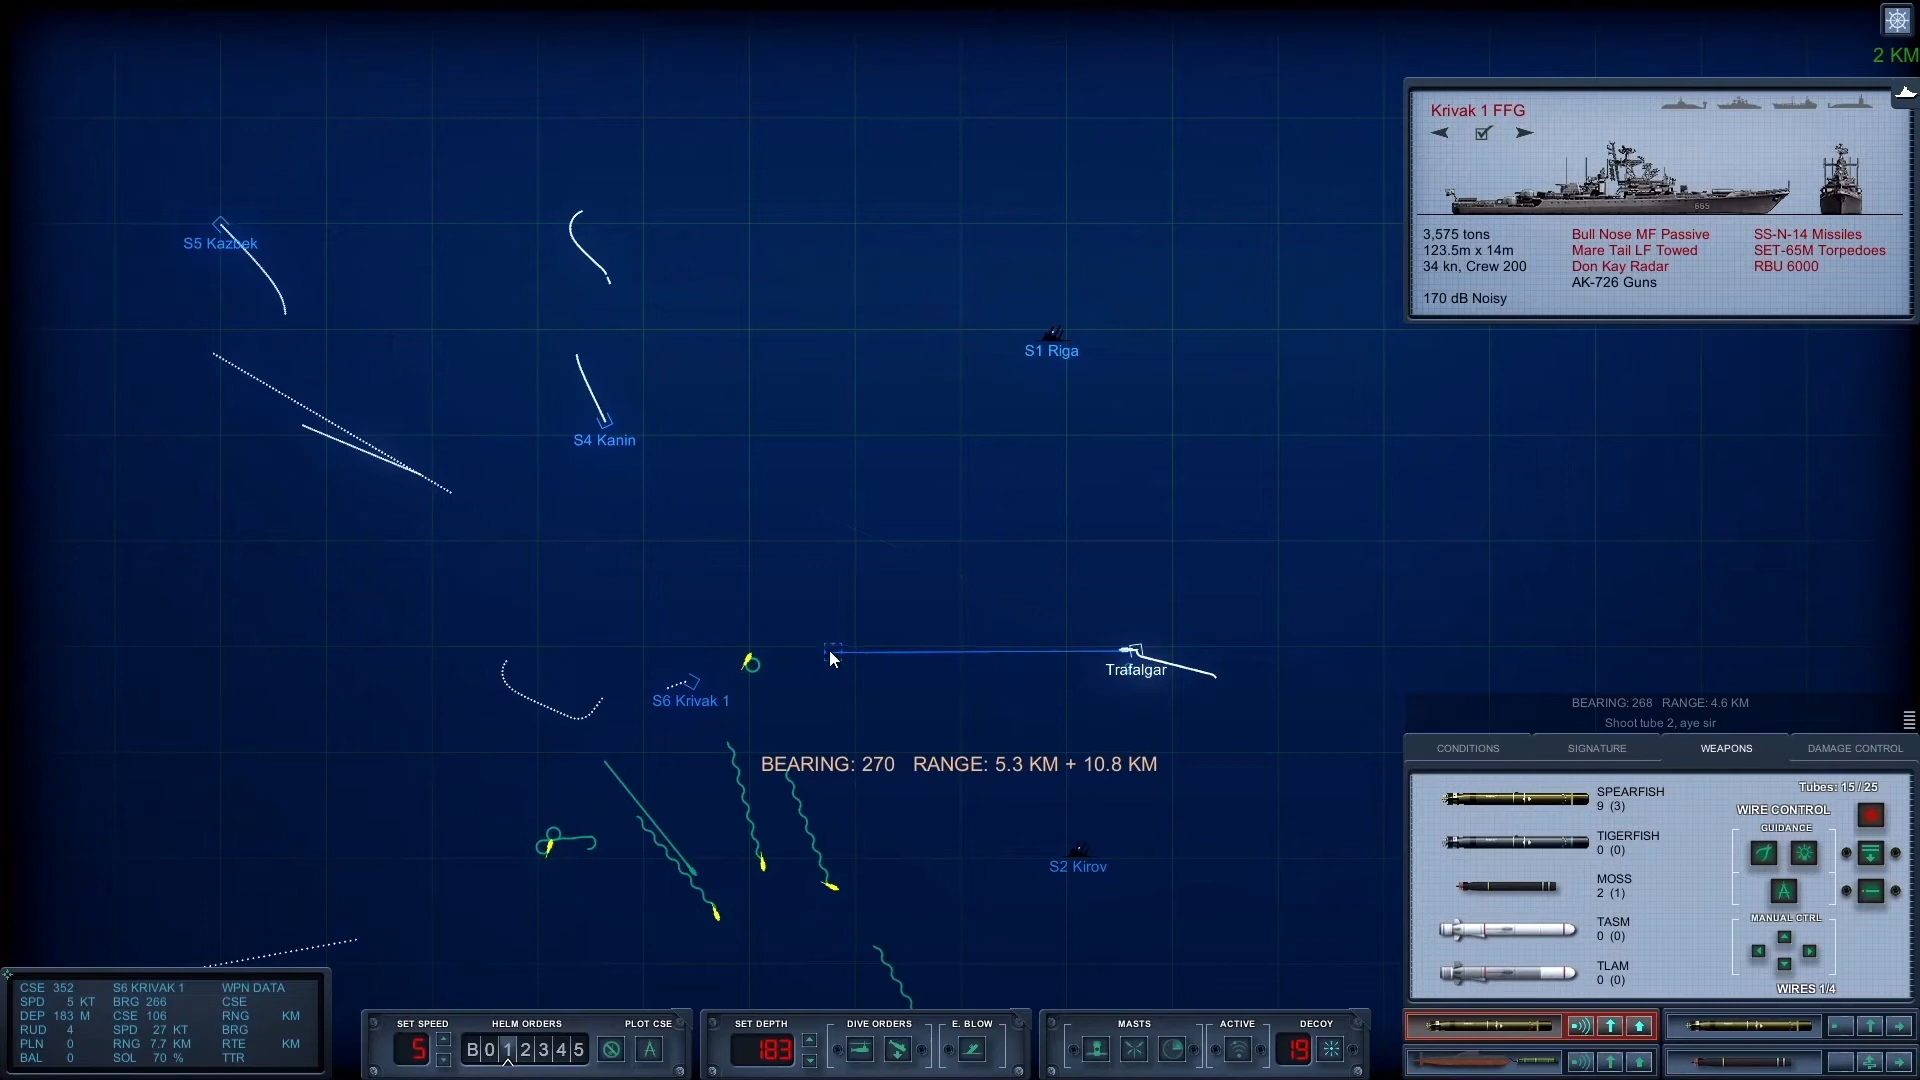 2 KM
Krivak 1 FFG
665
3,575 tons
123.5m x 14m
34 kn, Crew 200
170 dB Noisy
Bull Nose MF Passive
Mare Tail LF Towed
Don Kay Radar
AK-726 Guns
SS-N-14 Missiles
SET-65M Torpedoes
RBU 6000
S5 Kazbek
S1 Riga
S4 Kanin
Trafalgar
S6 Krivak 1
BEARING: 270 RANGE: 5.3 KM + 10.8 KM
S2 Kirov
BEARING: 268 RANGE: 4.6 KM
Shoot tube 2, aye sir
CONDITIONS SIGNATURE WEAPONS DAMAGE CONTROL
SPEARFISH
9 (3)
TIGERFISH
0 (0)
MOSS
2 (1)
TASM
0 (0)
TLAM
0 (0)
Tubes: 15 / 25
WIRE CONTROL
GUIDANCE
MANUAL CTRL
WIRES 1/4
CSE 352 S6 KRIVAK 1 WPN DATA
SPD 5 KT BRG 266 CSE
DEP 183 M CSE 106 RNG KM
RUD 4 SPD 27 KT BRG
PLN 0 RNG 7.7 KM RTE KM
BAL 0 SOL 70 % TTR
SET SPEED HELM ORDERS PLOT CSE
5 B 0 1 2 3 4 5
SET DEPTH DIVE ORDERS E. BLOW
183
MASTS ACTIVE DECOY
19